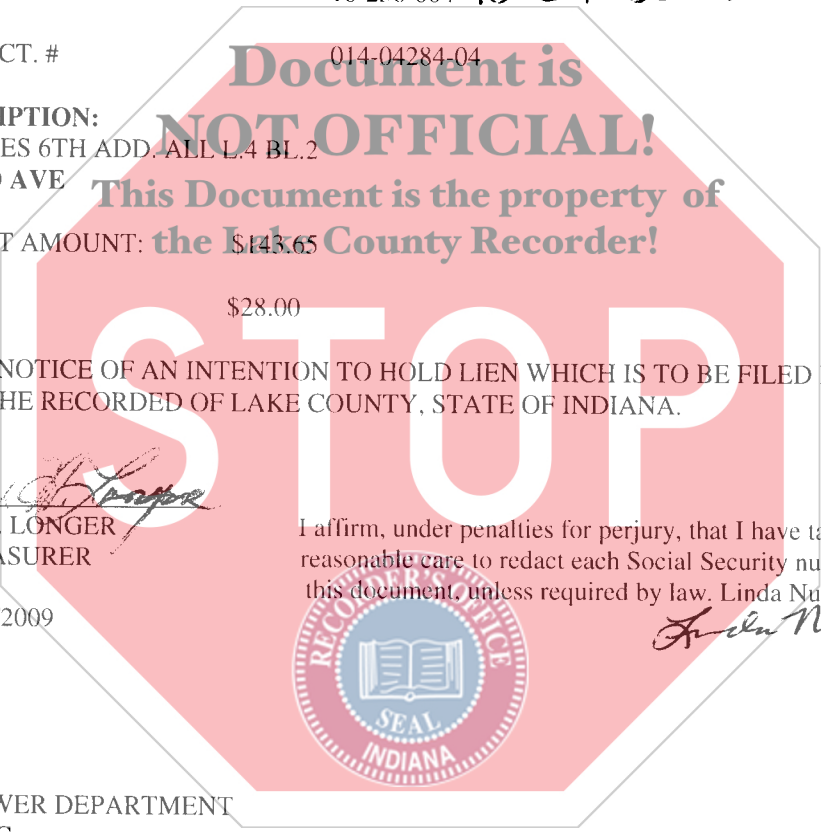 CT. # 014-04284-04
Document is
IPTION:
NOT OFFICIAL!
ES 6TH ADD. ALL L.4 BL.2
AVE
This Document is the property of
T AMOUNT: $143.65
the Lake County Recorder!
$28.00
STOP
NOTICE OF AN INTENTION TO HOLD LIEN WHICH IS TO BE FILED
HE RECORDED OF LAKE COUNTY, STATE OF INDIANA.
LONGER
ASURER
I affirm, under penalties for perjury, that I have ta
reasonable care to redact each Social Security nu
this document, unless required by law. Linda Nu
2009
RECORDER'S OFFICE
SEAL
INDIANA
WER DEPARTMENT